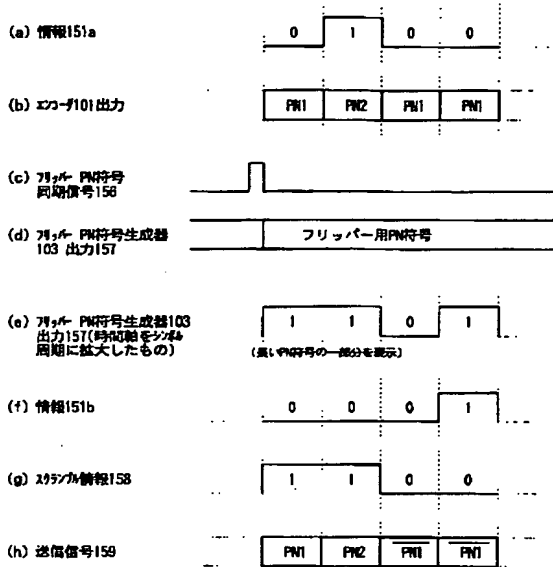 (a) 情報151a
0 1 0 0
(b) エンコーダ101出力
PN1 PN2 PN1 PN1
(c) フリッパー PN符号
同期信号156
(d) フリッパー PN符号生成器
103 出力157
フリッパー用PN符号
(e) フリッパー PN符号生成器103
出力157(時間軸をシンボル
周期に拡大したもの)
1 1 0 1
(長いPN符号の一部分を表示)
(f) 情報151b
0 0 0 1
(g) スクランブル情報158
1 1 0 0
(h) 送信信号159
PN1 PN2 P̅N̅1̅ P̅N̅1̅